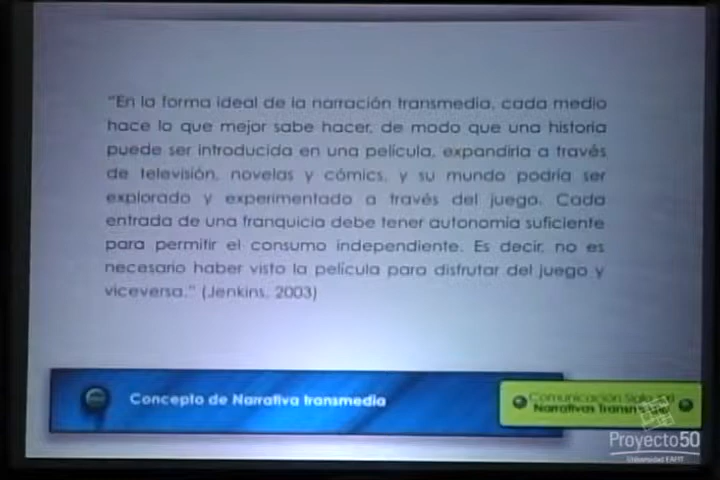 "En la forma ideal de la narración transmedia, cada medio
hace lo que mejor sabe hacer, de modo que una historia
puede ser introducida en una película, expandirla a través
de televisión, novelas y cómics, y su mundo podría ser
explorado y experimentado a través del juego. Cada
entrada de una franquicia debe tener autonomía suficiente
para permitir el consumo independiente. Es decir, no es
necesario haber visto la película para disfrutar del juego y
viceversa." (Jenkins, 2003)
Concepto de Narrativa transmedia
Comunicación
Narrativas
Proyecto50
Universidad EAFIT